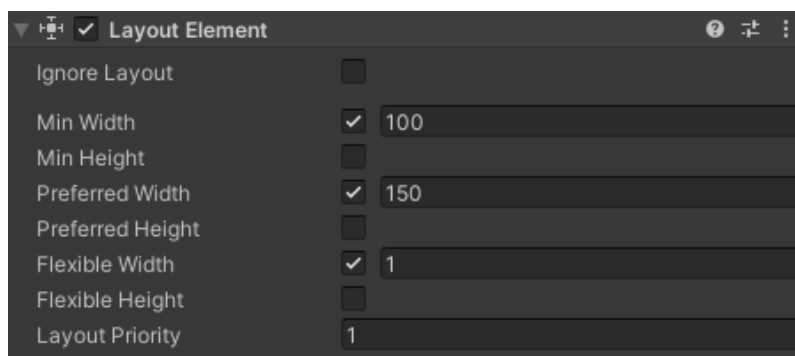 Layout Element
Ignore Layout
Min Width 100
Min Height
Preferred Width 150
Preferred Height
Flexible Width 1
Flexible Height
Layout Priority 1